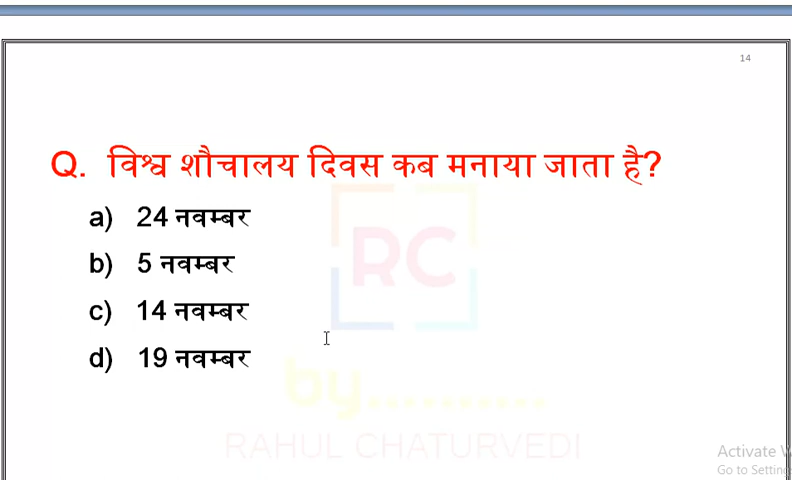 14
Q. विश्व शौचालय दिवस कब मनाया जाता है?
a) 24 नवम्बर
b) 5 नवम्बर
RC
c) 14 नवम्बर
d) 19 नवम्बर
by..........
RAHUL CHATURVEDI
Activate
Go to Setting